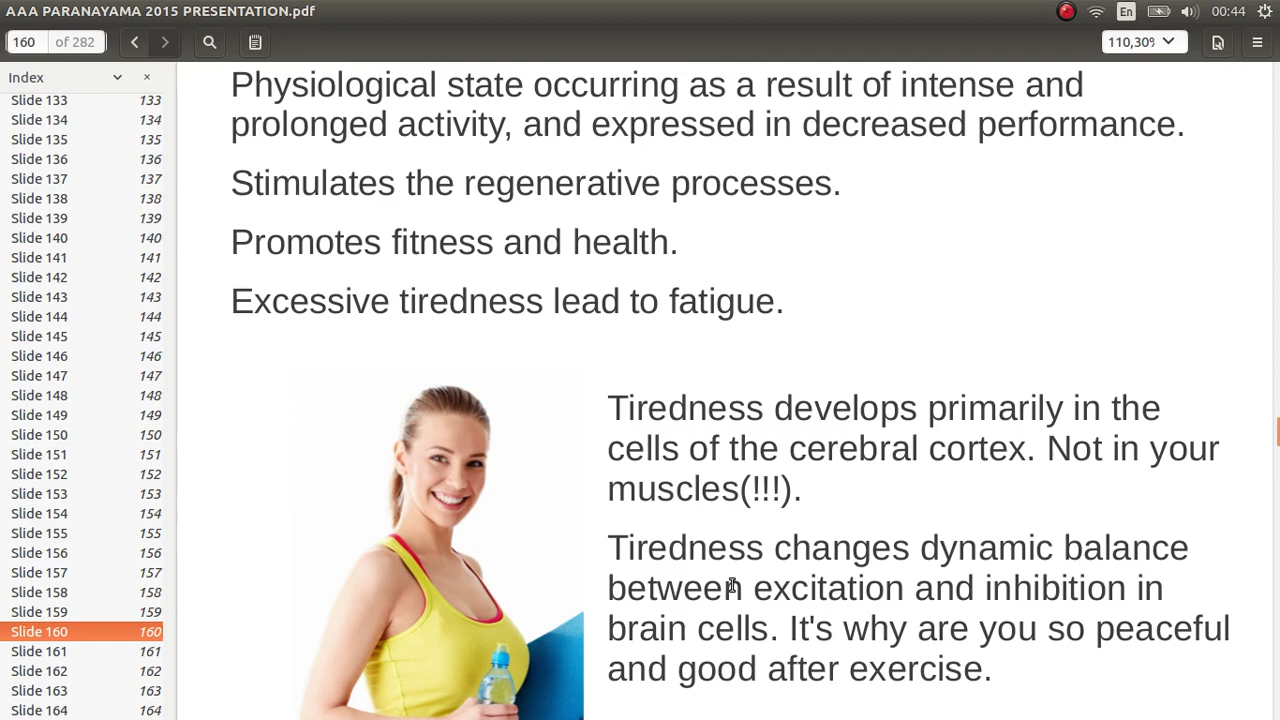 AAA PARANAYAMA 2015 PRESENTATION.pdf
En
00:44
160
of 282
110,30%
Index
Slide 133 133
Slide 134 134
Slide 135 135
Slide 136 136
Slide 137 137
Slide 138 138
Slide 139 139
Slide 140 140
Slide 141 141
Slide 142 142
Slide 143 143
Slide 144 144
Slide 145 145
Slide 146 146
Slide 147 147
Slide 148 148
Slide 149 149
Slide 150 150
Slide 151 151
Slide 152 152
Slide 153 153
Slide 154 154
Slide 155 155
Slide 156 156
Slide 157 157
Slide 158 158
Slide 159 159
Slide 160 160
Slide 161 161
Slide 162 162
Slide 163 163
Slide 164 164
Physiological state occurring as a result of intense and
prolonged activity, and expressed in decreased performance.
Stimulates the regenerative processes.
Promotes fitness and health.
Excessive tiredness lead to fatigue.
Tiredness develops primarily in the
cells of the cerebral cortex. Not in your
muscles(!!!).
Tiredness changes dynamic balance
between excitation and inhibition in
brain cells. It's why are you so peaceful
and good after exercise.